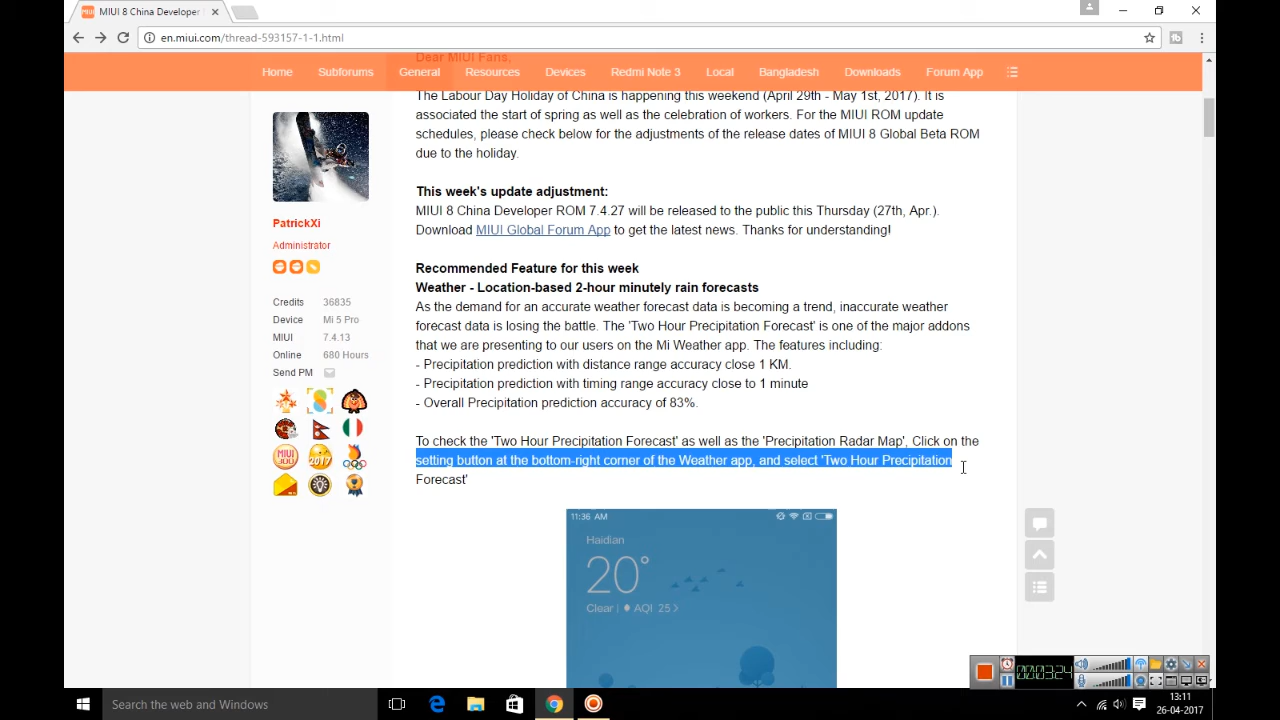 MIUI 8 China Developer
en.miui.com/thread-593157-1-1.html
Dear MIUI Fans,
Home Subforums General Resources Devices Redmi Note 3 Local Bangladesh Downloads Forum App
The Labour Day Holiday of China is happening this weekend (April 29th - May 1st, 2017). It is
associated the start of spring as well as the celebration of workers. For the MIUI ROM update
schedules, please check below for the adjustments of the release dates of MIUI 8 Global Beta ROM
due to the holiday.
This week's update adjustment:
MIUI 8 China Developer ROM 7.4.27 will be released to the public this Thursday (27th, Apr.).
Download MIUI Global Forum App to get the latest news. Thanks for understanding!
Recommended Feature for this week
Weather - Location-based 2-hour minutely rain forecasts
As the demand for an accurate weather forecast data is becoming a trend, inaccurate weather
forecast data is losing the battle. The 'Two Hour Precipitation Forecast' is one of the major addons
that we are presenting to our users on the Mi Weather app. The features including:
- Precipitation prediction with distance range accuracy close 1 KM.
- Precipitation prediction with timing range accuracy close to 1 minute
- Overall Precipitation prediction accuracy of 83%.
To check the 'Two Hour Precipitation Forecast' as well as the 'Precipitation Radar Map', Click on the
setting button at the bottom-right corner of the Weather app, and select 'Two Hour Precipitation
Forecast'
PatrickXi
Administrator
Credits 36835
Device Mi 5 Pro
MIUI 7.4.13
Online 680 Hours
Send PM
2017
11:36 AM
Haidian
20°
Clear | AQI 25 >
00:03:24
Search the web and Windows
13:11
26-04-2017